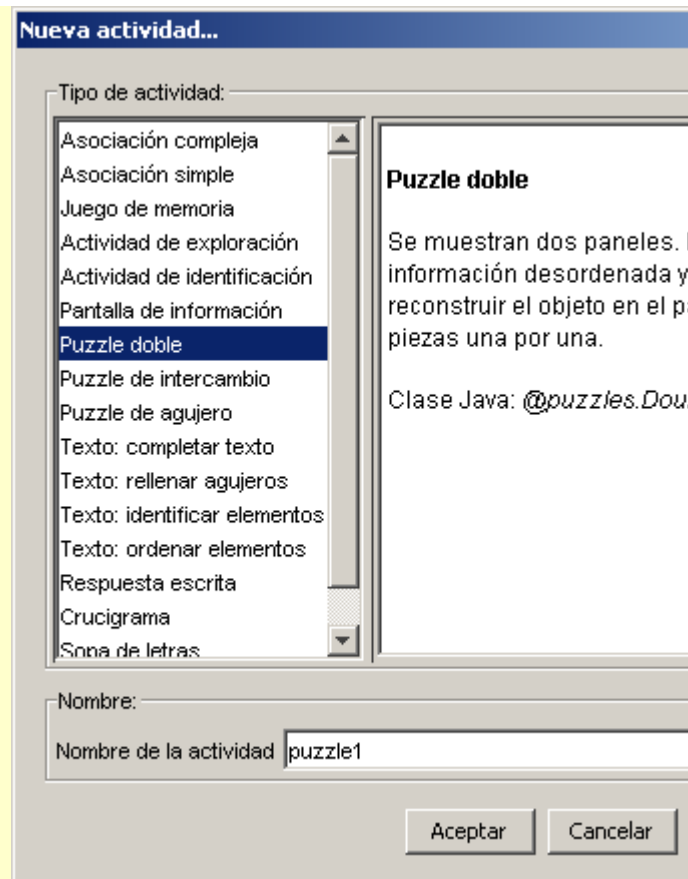 Nueva actividad...
Tipo de actividad:
Asociación compleja
Asociación simple
Juego de memoria
Actividad de exploración
Actividad de identificación
Pantalla de información
Puzzle doble
Puzzle de intercambio
Puzzle de agujero
Texto: completar texto
Texto: rellenar agujeros
Texto: identificar elementos
Texto: ordenar elementos
Respuesta escrita
Crucigrama
Sopa de letras
Puzzle doble
Se muestran dos paneles.
información desordenada y
reconstruir el objeto en el
piezas una por una.
Clase Java: @puzzles.Dou
Nombre:
Nombre de la actividad puzzle1
Aceptar Cancelar